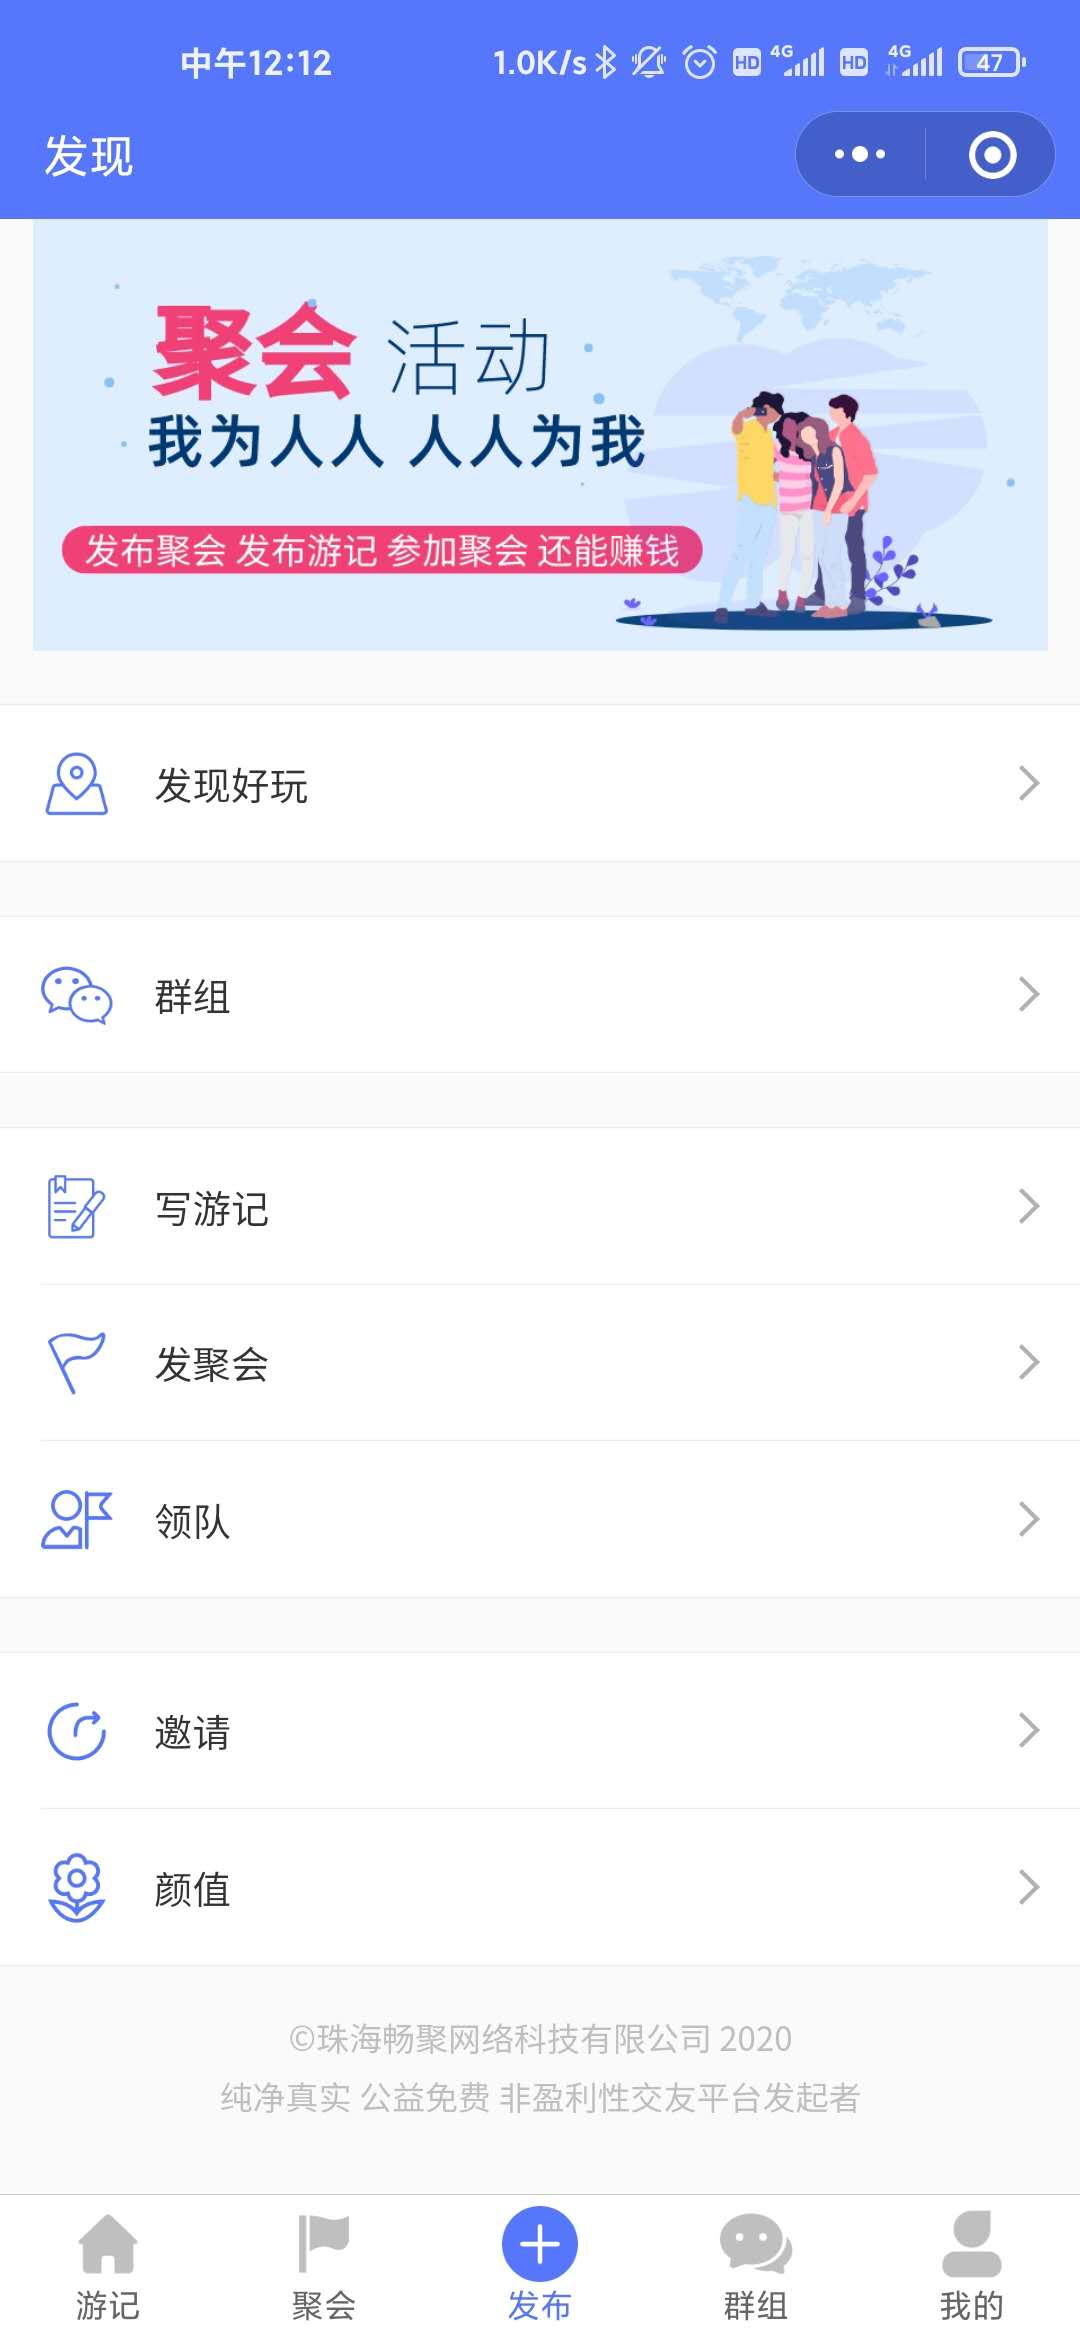 中午12:12 1.0K/s HD 4G HD 4G 47
发现
聚会 活动
我为人人 人人为我
发布聚会 发布游记 参加聚会 还能赚钱
发现好玩
群组
写游记
发聚会
领队
邀请
颜值
©珠海畅聚网络科技有限公司 2020
纯净真实 公益免费 非盈利性交友平台发起者
游记 聚会 发布 群组 我的